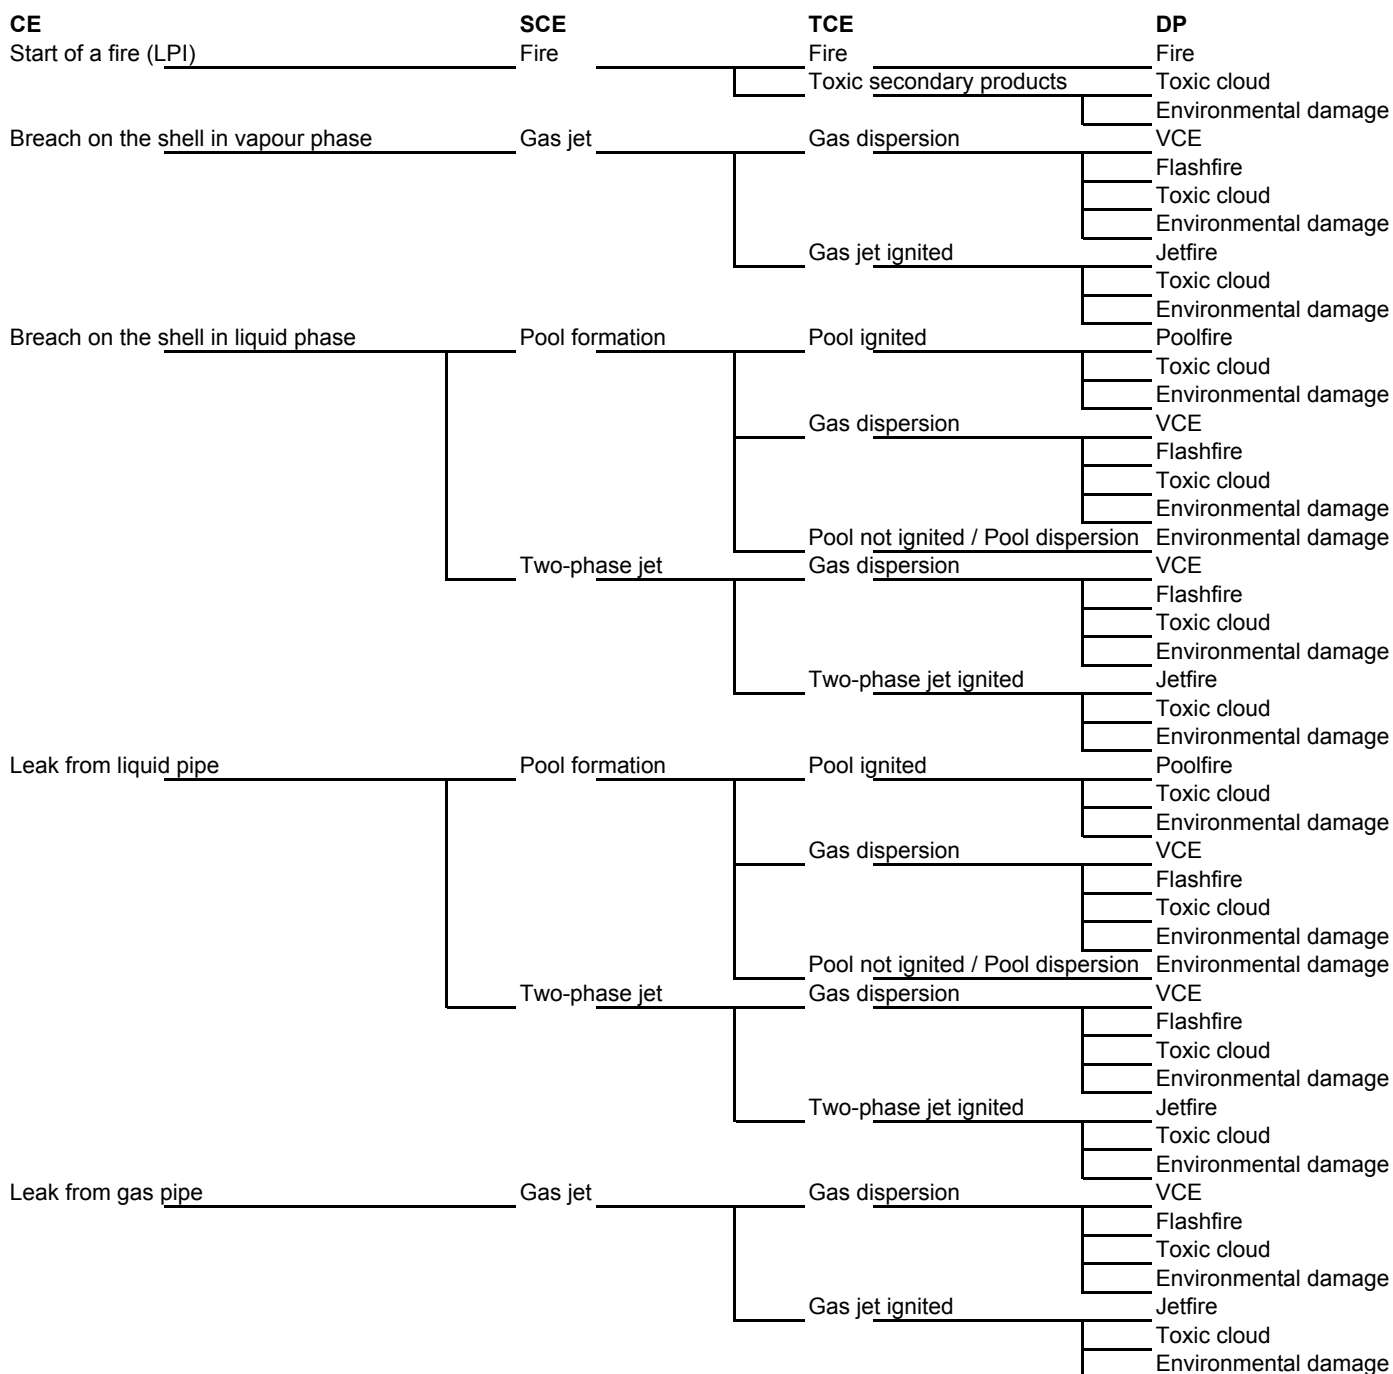 CE SCE TCE DP
Start of a fire (LPI) Fire Fire Fire
Toxic secondary products Toxic cloud
Environmental damage
Breach on the shell in vapour phase Gas jet Gas dispersion VCE
Flashfire
Toxic cloud
Environmental damage
Gas jet ignited Jetfire
Toxic cloud
Environmental damage
Breach on the shell in liquid phase Pool formation Pool ignited Poolfire
Toxic cloud
Environmental damage
Gas dispersion VCE
Flashfire
Toxic cloud
Environmental damage
Pool not ignited / Pool dispersion Environmental damage
Two-phase jet Gas dispersion VCE
Flashfire
Toxic cloud
Environmental damage
Two-phase jet ignited Jetfire
Toxic cloud
Environmental damage
Leak from liquid pipe Pool formation Pool ignited Poolfire
Toxic cloud
Environmental damage
Gas dispersion VCE
Flashfire
Toxic cloud
Environmental damage
Pool not ignited / Pool dispersion Environmental damage
Two-phase jet Gas dispersion VCE
Flashfire
Toxic cloud
Environmental damage
Two-phase jet ignited Jetfire
Toxic cloud
Environmental damage
Leak from gas pipe Gas jet Gas dispersion VCE
Flashfire
Toxic cloud
Environmental damage
Gas jet ignited Jetfire
Toxic cloud
Environmental damage